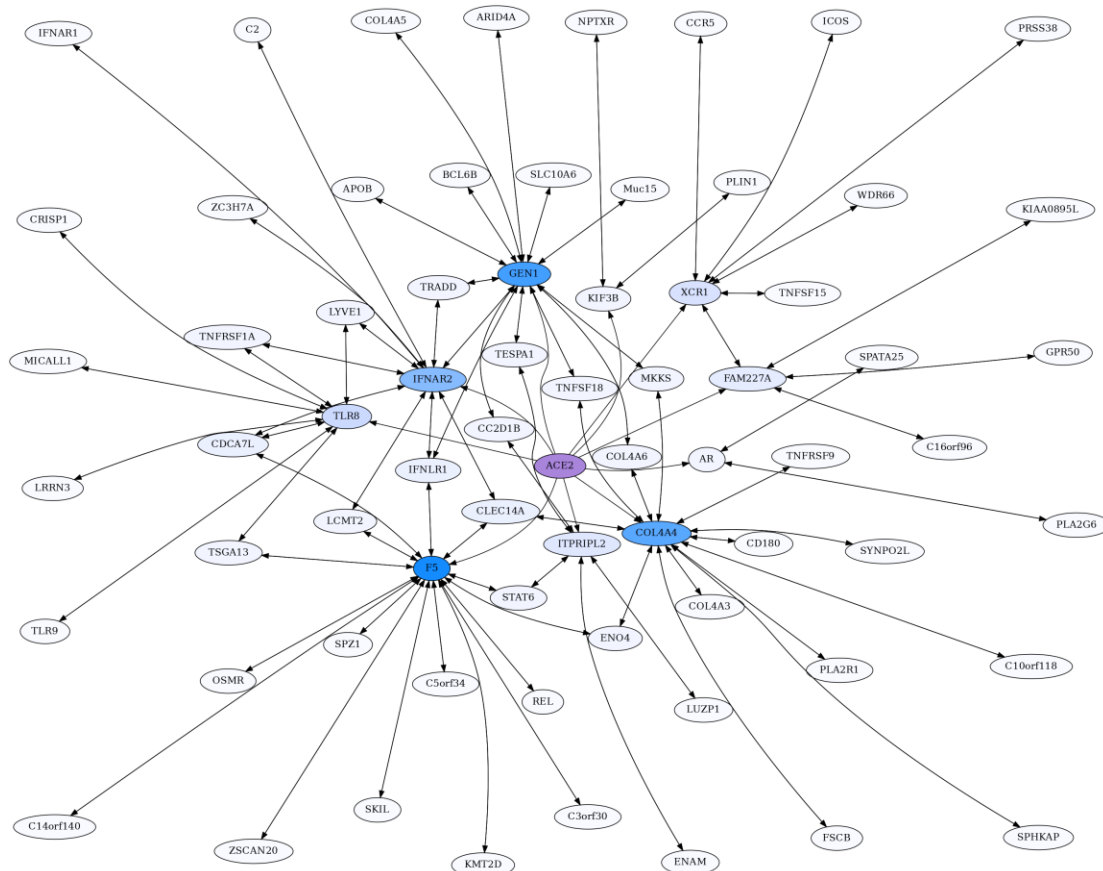 COL4A5
ARID4A
NPTXR
CCR5
ICOS
IFNAR1
C2
PRSS38
BCL6B
SLC10A6
APOB
Muc15
PLIN1
WDR66
ZC3H7A
CRISP1
KIAA0895L
GEN1
TRADD
KIF3B
XCR1
TNFSF15
LYVE1
TNFRSF1A
TESPA1
SPATA25
GPR50
MICALL1
IFNAR2
TNFSF18
MKKS
FAM227A
TLR8
CC2D1B
CDCA7L
C16orf96
IFNLR1
ACE2
COL4A6
AR
TNFRSF9
LRRN3
LCMT2
CLEC14A
PLA2G6
COL4A4
CD180
ITPRIPL2
SYNPO2L
TSGA13
F5
STAT6
COL4A3
TLR9
SPZ1
ENO4
C10orf118
PLA2R1
OSMR
C5orf34
REL
LUZP1
SKIL
C3orf30
C14orf140
FSCB
SPHKAP
ZSCAN20
KMT2D
ENAM